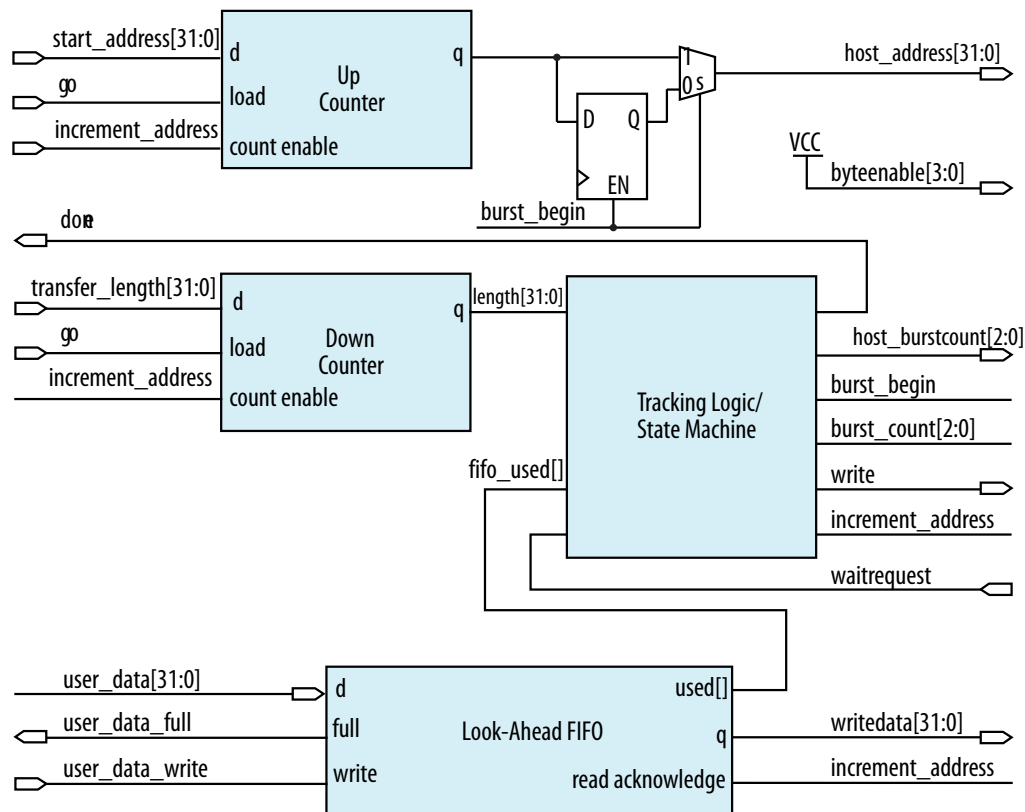 start_address[31:0]
d
q
go
load
Up
Counter
increment_address
count enable
1
0
s
host_address[31:0]
D
Q
EN
burst_begin
VCC
byteenable[3:0]
done
transfer_length[31:0]
d
q
length[31:0]
go
load
Down
Counter
increment_address
count enable
Tracking Logic/
State Machine
host_burstcount[2:0]
burst_begin
burst_count[2:0]
fifo_used[]
write
increment_address
waitrequest
user_data[31:0]
d
used[]
user_data_full
full
Look-Ahead FIFO
q
writedata[31:0]
user_data_write
write
read acknowledge
increment_address